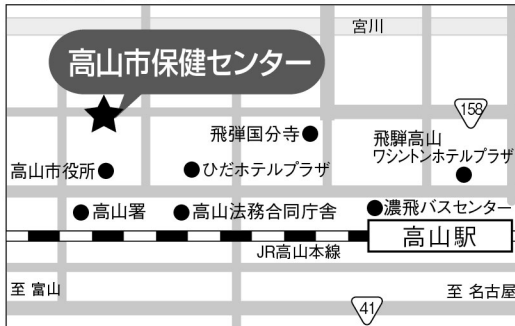 宮川
高山市保健センター
158
飛弾国分寺
飛騨高山
ワシントンホテルプラザ
高山市役所
ひだホテルプラザ
高山署
高山法務合同庁舎
濃飛バスセンター
高山駅
JR高山本線
至 富山
至 名古屋
41